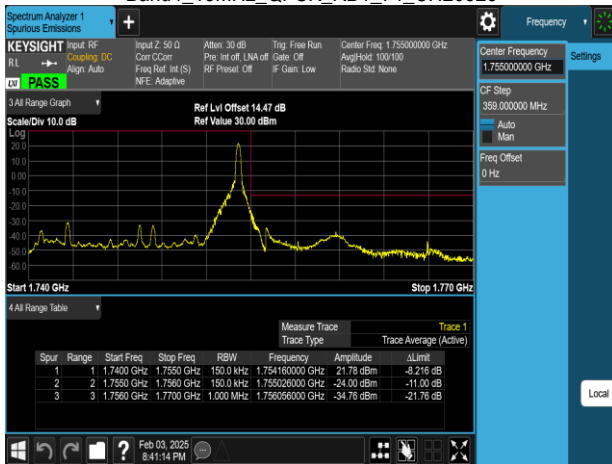 Spectrum Analyzer 1
Spurious Emissions
Frequency
KEYSIGHT
Input: RF
Coupling: DC
Align: Auto
Input Z: 50 Ω
Corr CCorr
Freq Ref: Int (S)
NFE: Adaptive
Atten: 30 dB
Pre: Int off, LNA off
RF Preset: Off
Trig: Free Run
Gate: Off
IF Gain: Low
Center Freq: 1.755000000 GHz
Avg|Hold: 100/100
Radio Std: None
RL
LXI PASS
3 All Range Graph
Scale/Div 10.0 dB
Ref Lvl Offset 14.47 dB
Ref Value 30.00 dBm
Log
20.0
10.0
0.00
-10.0
-20.0
-30.0
-40.0
-50.0
-60.0
Start 1.740 GHz
Stop 1.770 GHz
4 All Range Table
Measure Trace Trace 1
Trace Type Trace Average (Active)
Spur Range Start Freq Stop Freq RBW Frequency Amplitude ΔLimit
1 1 1.7400 GHz 1.7550 GHz 150.0 kHz 1.754160000 GHz 21.78 dBm -8.216 dB
2 2 1.7550 GHz 1.7560 GHz 150.0 kHz 1.755026000 GHz -24.00 dBm -11.00 dB
3 3 1.7560 GHz 1.7700 GHz 1.000 MHz 1.756056000 GHz -34.76 dBm -21.76 dB
Feb 03, 2025
8:41:14 PM
Center Frequency
1.755000000 GHz
Settings
CF Step
359.000000 MHz
Auto
Man
Freq Offset
0 Hz
Local